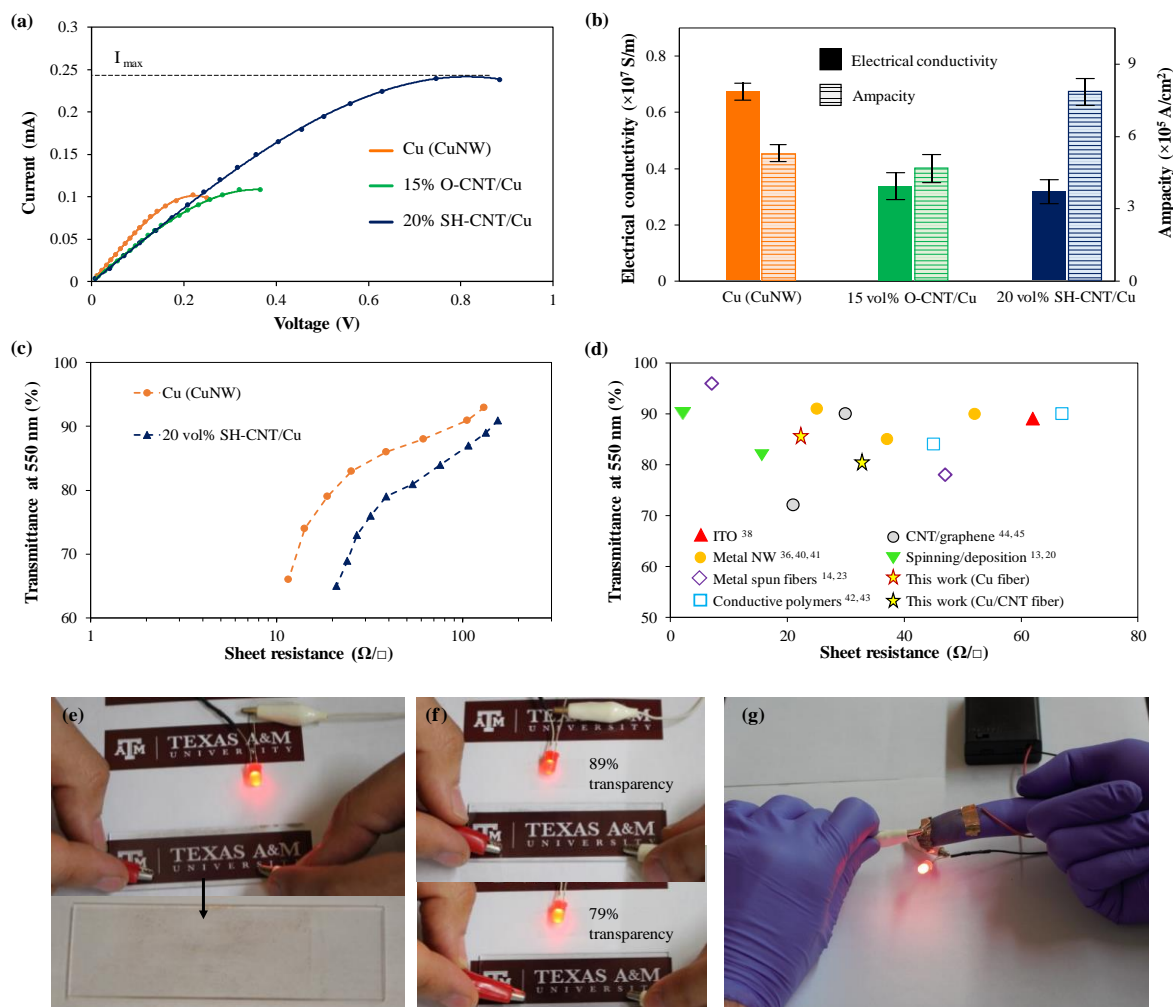 (a)
0.3
0.25
0.2
0.15
0.1
0.05
0
I max
Cu (CuNW)
15% O-CNT/Cu
20% SH-CNT/Cu
0
0.2
0.4
0.6
0.8
1
Voltage (V)
Current (mA)
(b)
0.8
0.6
0.4
0.2
0
Electrical conductivity (×10⁷ S/m)
Electrical conductivity
Ampacity
9
6
3
0
Ampacity (×10⁵ A/cm²)
Cu (CuNW)
15 vol% O-CNT/Cu
20 vol% SH-CNT/Cu
(c)
100
90
80
70
60
Transmittance at 550 nm (%)
Cu (CuNW)
20 vol% SH-CNT/Cu
1
10
100
Sheet resistance (Ω/□)
(d)
100
90
80
70
60
50
Transmittance at 550 nm (%)
ITO ³⁸
Metal NW ³⁶,⁴⁰,⁴¹
Metal spun fibers ¹⁴,²³
Conductive polymers ⁴²,⁴³
CNT/graphene ⁴⁴,⁴⁵
Spinning/deposition ¹³,²⁰
This work (Cu fiber)
This work (Cu/CNT fiber)
0
20
40
60
80
Sheet resistance (Ω/□)
(e)
ATM
TEXAS A&M
UNIVERSITY
TEXAS A&M
UNIVERSITY
(f)
ATM
TEXAS A&M
UNIVERSITY
89%
transparency
TEXAS A&M
UNIVERSITY
79%
transparency
TEXAS A&M
UNIVERSITY
(g)